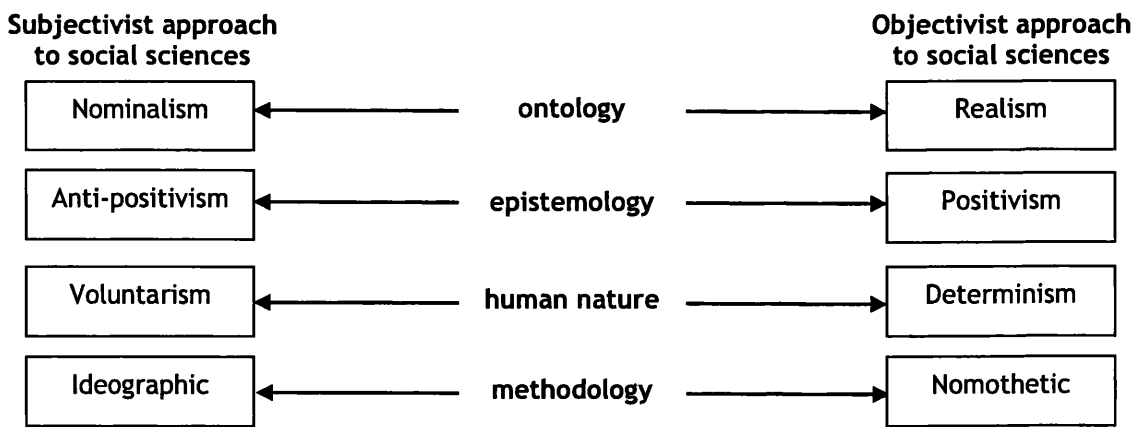 Subjectivist approach
to social sciences
Objectivist approach
to social sciences
Nominalism
ontology
Realism
Anti-positivism
epistemology
Positivism
Voluntarism
human nature
Determinism
Ideographic
methodology
Nomothetic